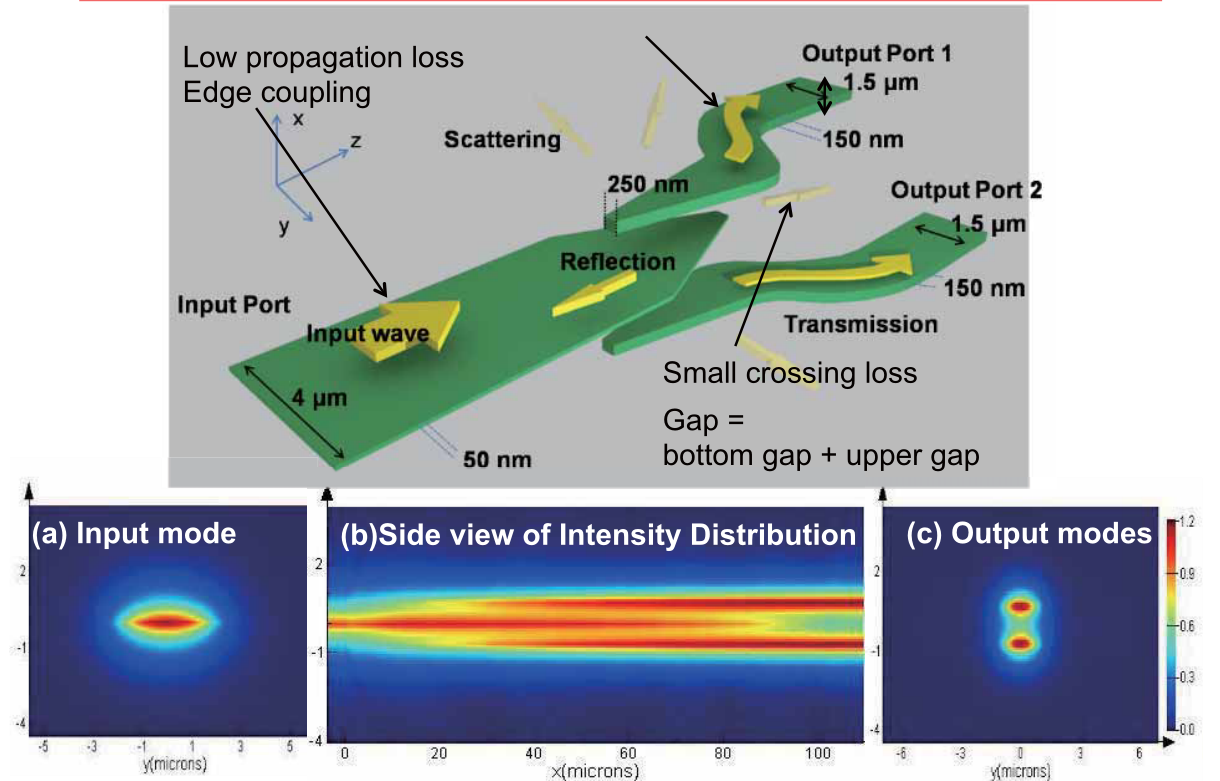 Low propagation loss
Edge coupling
x
z
y
Scattering
Output Port 1
1.5 µm
150 nm
250 nm
Output Port 2
1.5 µm
150 nm
Reflection
Input Port
Input wave
Transmission
4 µm
50 nm
Small crossing loss
Gap =
bottom gap + upper gap
(a) Input mode
2
-1
-4
-5 -3 -1 1 3 5
y(microns)
(b)Side view of Intensity Distribution
2
-1
-4
0 20 40 60 80 100
x(microns)
(c) Output modes
2
-1
-4
-6 -3 0 3 6
y(microns)
1.2
0.9
0.6
0.3
0.0